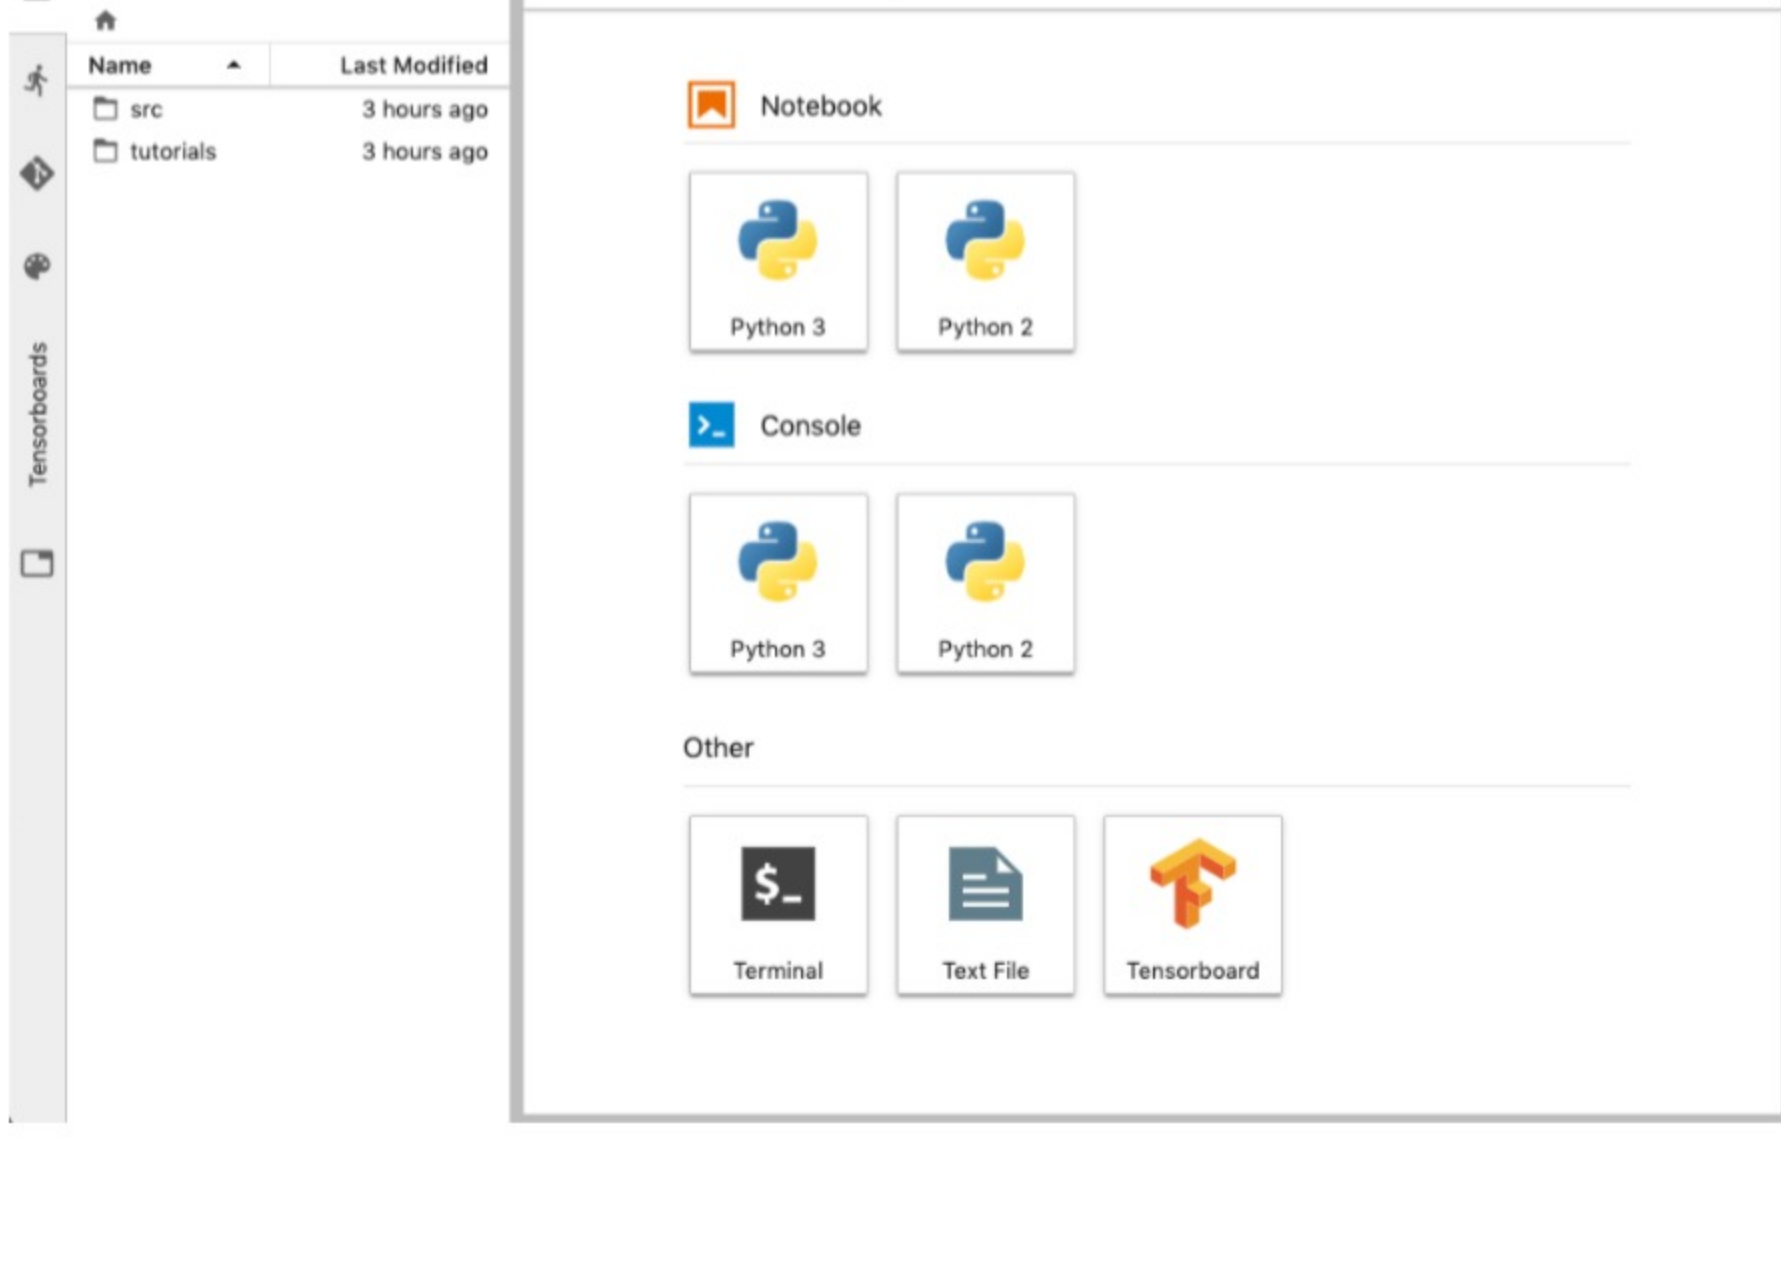 Name Last Modified
src 3 hours ago
tutorials 3 hours ago
Tensorboards
Notebook
Python 3 Python 2
Console
>_
Python 3 Python 2
Other
$_
Terminal Text File Tensorboard